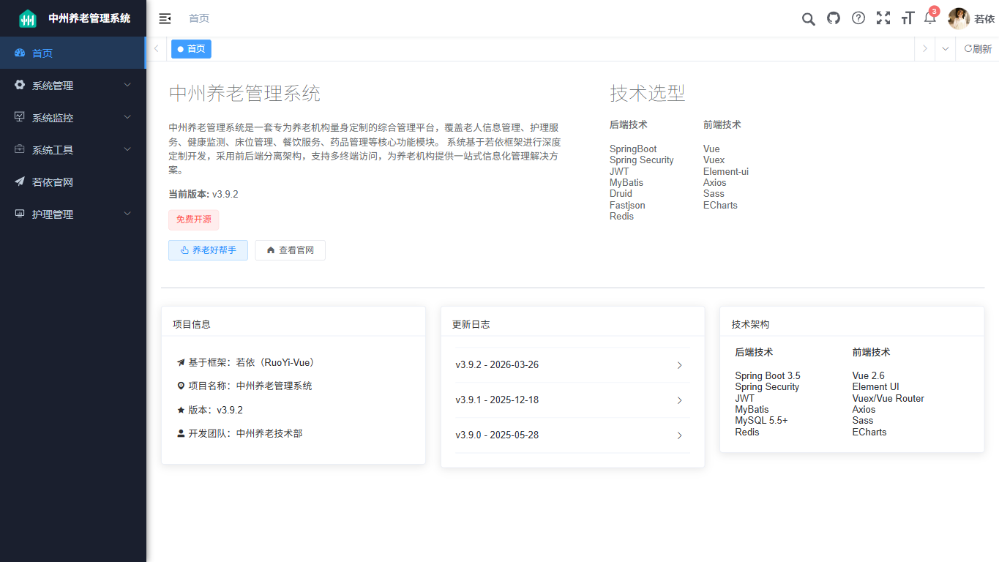 中州养老管理系统
首页
系统管理
系统监控
系统工具
若依官网
护理管理
首页
3
若依
首页
刷新
中州养老管理系统
中州养老管理系统是一套专为养老机构量身定制的综合管理平台，覆盖老人信息管理、护理服
务、健康监测、床位管理、餐饮服务、药品管理等核心功能模块。 系统基于若依框架进行深度
定制开发，采用前后端分离架构，支持多终端访问，为养老机构提供一站式信息化管理解决方
案。
当前版本: v3.9.2
免费开源
养老好帮手
查看官网
技术选型
后端技术
SpringBoot
Spring Security
JWT
MyBatis
Druid
Fastjson
Redis
前端技术
Vue
Vuex
Element-ui
Axios
Sass
ECharts
项目信息
基于框架：若依（RuoYi-Vue）
项目名称：中州养老管理系统
版本：v3.9.2
开发团队：中州养老技术部
更新日志
v3.9.2 - 2026-03-26
v3.9.1 - 2025-12-18
v3.9.0 - 2025-05-28
技术架构
后端技术
Spring Boot 3.5
Spring Security
JWT
MyBatis
MySQL 5.5+
Redis
前端技术
Vue 2.6
Element UI
Vuex/Vue Router
Axios
Sass
ECharts